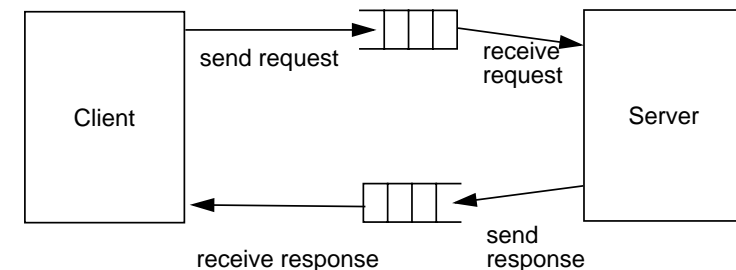 send request
receive
request
Client
Server
receive response
send
response